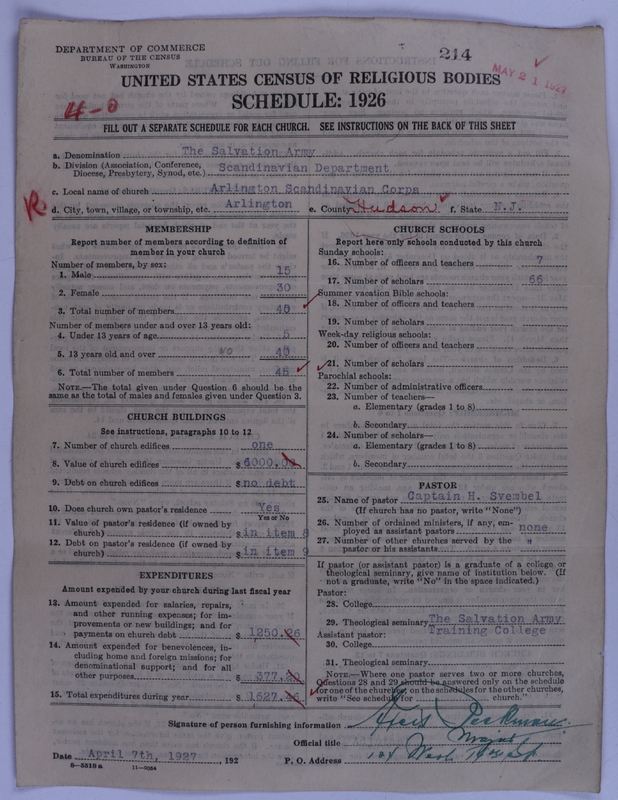 DEPARTMENT OF COMMERCE
BUREAU OF THE CENSUS
WASHINGTON
214
MAY 21 1927
UNITED STATES CENSUS OF RELIGIOUS BODIES
SCHEDULE: 1926
4-0
FILL OUT A SEPARATE SCHEDULE FOR EACH CHURCH. SEE INSTRUCTIONS ON THE BACK OF THIS SHEET
a. Denomination The Salvation Army
b. Division (Association, Conference, Diocese, Presbytery, Synod, etc.) Scandinavian Department
c. Local name of church Arlington Scandinavian Corps
R
d. City, town, village, or township, etc. Arlington e. County Hudson f. State N.J.
MEMBERSHIP
Report number of members according to definition of
member in your church
Number of members, by sex:
1. Male 15
2. Female 30
3. Total number of members
Number of members under and over 13 years old:
4. Under 13 years of age 5
5. 13 years old and over NO 40
6. Total number of members 45
NOTE.—The total given under Question 6 should be the
same as the total of males and females given under Question 3.
CHURCH BUILDINGS
See instructions, paragraphs 10 to 12
7. Number of church edifices one
8. Value of church edifices $ 6000.00
9. Debt on church edifices $ no debt
10. Does church own pastor's residence Yes
Yes or No
11. Value of pastor's residence (if owned by
church) $ in item 8
12. Debt on pastor's residence (if owned by
church) $ in item 9
EXPENDITURES
Amount expended by your church during last fiscal year
13. Amount expended for salaries, repairs,
and other running expenses; for im-
provements or new buildings; and for
payments on church debt $ 1250.26
14. Amount expended for benevolences, in-
cluding home and foreign missions; for
denominational support; and for all
other purposes $ 377.
15. Total expenditures during year $ 1627.
CHURCH SCHOOLS
Report here only schools conducted by this church
Sunday schools:
16. Number of officers and teachers 7
17. Number of scholars 66
Summer vacation Bible schools:
18. Number of officers and teachers
19. Number of scholars
Week-day religious schools:
20. Number of officers and teachers
21. Number of scholars
Parochial schools:
22. Number of administrative officers
23. Number of teachers—
a. Elementary (grades 1 to 8)
b. Secondary
24. Number of scholars—
a. Elementary (grades 1 to 8)
b. Secondary
PASTOR
25. Name of pastor Captain H. Svembel
(If church has no pastor, write "None")
26. Number of ordained ministers, if any, em-
ployed as assistant pastors none
27. Number of other churches served by the
pastor or his assistants "
If pastor (or assistant pastor) is a graduate of a college or
theological seminary, give name of institution below. (If
not a graduate, write "No" in the space indicated.)
Pastor:
28. College
29. Theological seminary The Salvation Army
Assistant pastor: Training College
30. College
31. Theological seminary
NOTE.—Where one pastor serves two or more churches,
Questions 28 and 29 should be answered only on the schedule
for one of the churches; on the schedules for the other churches,
write "See schedule church."
Signature of person furnishing information
Official title Major
Date April 7th, 1927 192 P. O. Address 104 West
8-5518a 11-9054